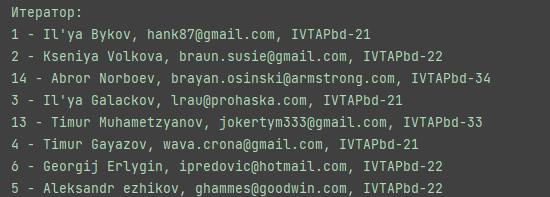 Итератор:
1 - Il'ya Bykov, hank87@gmail.com, IVTAPbd-21
2 - Kseniya Volkova, braun.susie@gmail.com, IVTAPbd-22
14 - Abror Norboev, brayan.osinski@armstrong.com, IVTAPbd-34
3 - Il'ya Galackov, lrau@prohaska.com, IVTAPbd-21
13 - Timur Muhametzyanov, jokertym333@gmail.com, IVTAPbd-33
4 - Timur Gayazov, wava.crona@gmail.com, IVTAPbd-21
6 - Georgij Erlygin, ipredovic@hotmail.com, IVTAPbd-22
5 - Aleksandr ezhikov, ghammes@goodwin.com, IVTAPbd-22